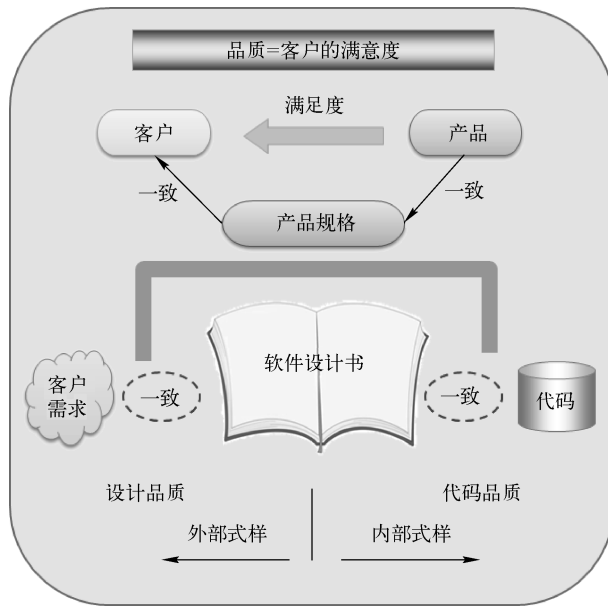 品质=客户的满意度
满足度
客户
产品
一致
一致
产品规格
软件设计书
客户
需求
一致
一致
代码
设计品质
代码品质
外部式样
内部式样